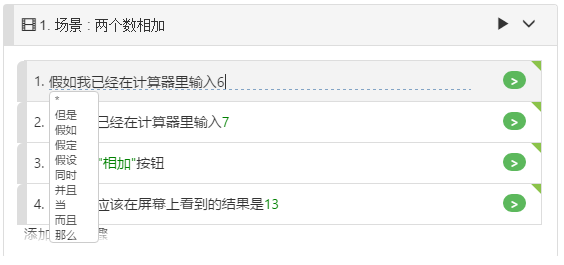 1. 场景 : 两个数相加
1. 假如我已经在计算器里输入6
*
但是
假如
假定
假设
同时
并且
当
而且
那么
2. 已经在计算器里输入7
3. "相加"按钮
4. 应该在屏幕上看到的结果是13
添加 骤